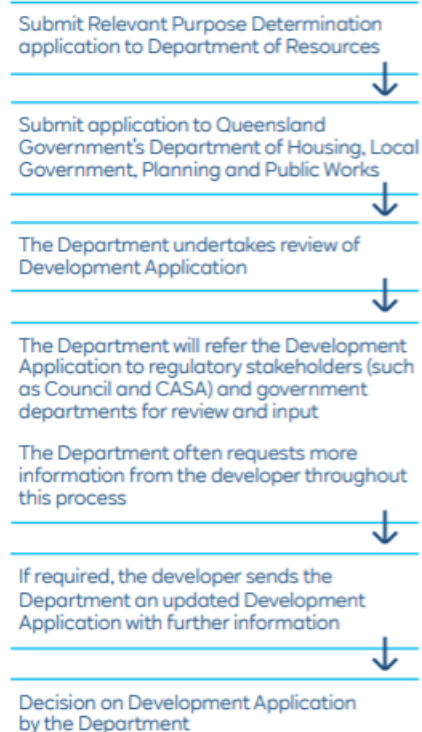 Submit Relevant Purpose Determination
application to Department of Resources
Submit application to Queensland
Government's Department of Housing, Local
Government, Planning and Public Works
The Department undertakes review of
Development Application
The Department will refer the Development
Application to regulatory stakeholders (such
as Council and CASA) and government
departments for review and input
The Department often requests more
information from the developer throughout
this process
If required, the developer sends the
Department an updated Development
Application with further information
Decision on Development Application
by the Department